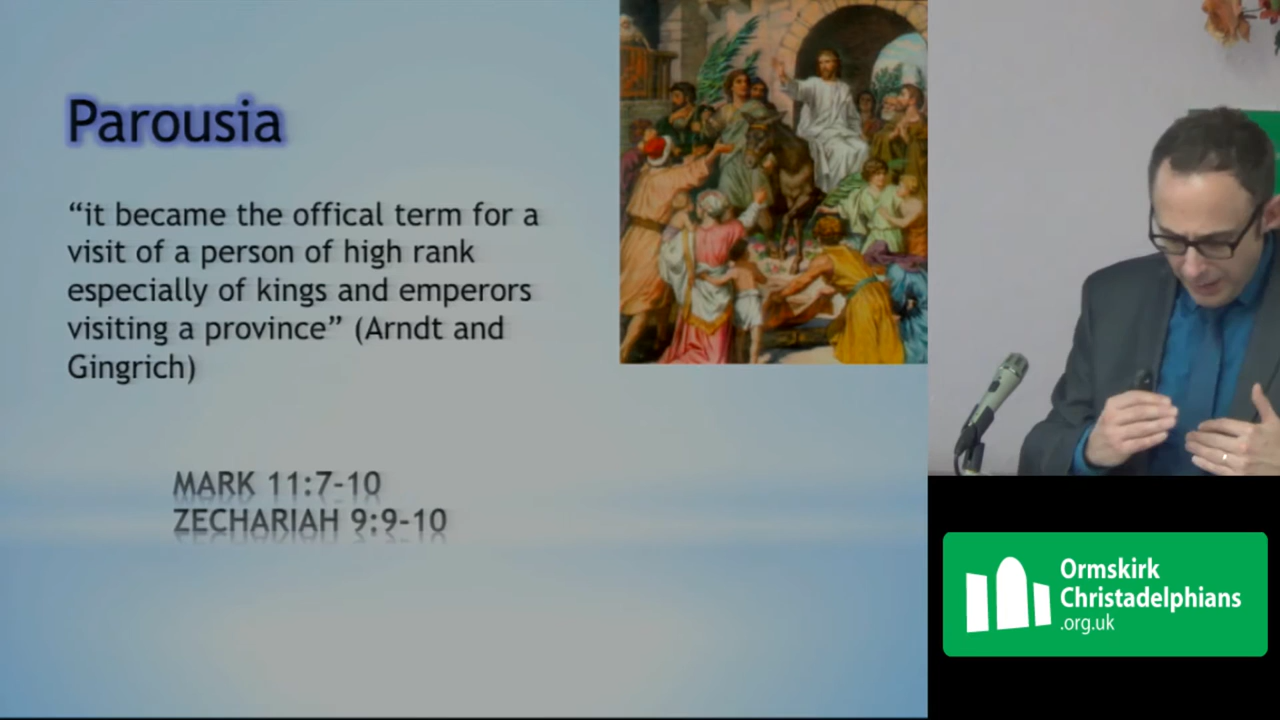 Parousia
“it became the offical term for a
visit of a person of high rank
especially of kings and emperors
visiting a province” (Arndt and
Gingrich)
MARK 11:7-10
ZECHARIAH 9:9-10
Ormskirk
Christadelphians
.org.uk